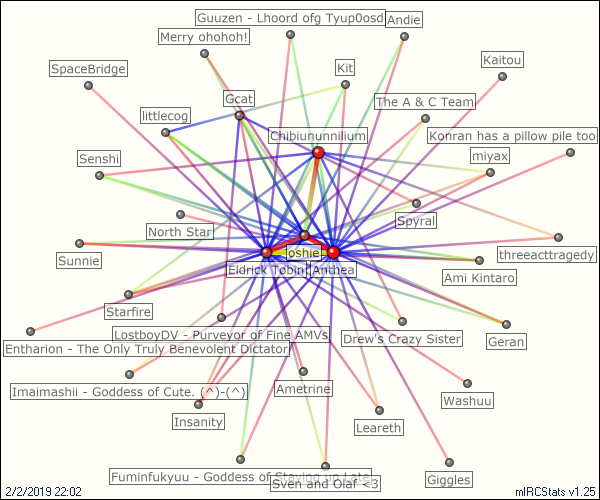 Guuzen - Lhoord ofg Tyup0osd
Andie
Merry ohohoh!
Kaitou
SpaceBridge
Kit
Gcat
The A & C Team
littlecog
Chibiununnilium
Konran has a pillow pile too
Senshi
miyax
North Star
Spyral
Sunnie
Joshie
threeacttragedy
Eldrick Tobin
Anthea
Ami Kintaro
Starfire
LostboyDV - Purveyor of Fine AMVs
Drew's Crazy Sister
Geran
Entharion - The Only Truly Benevolent Dictator
Imaimashii - Goddess of Cute. (^)-(^)
Ametrine
Washuu
Insanity
Leareth
Fuminfukyuu - Goddess of Staying up Late
Sven and Olaf <3
Giggles
2/2/2019 22:02
mIRCStats v1.25